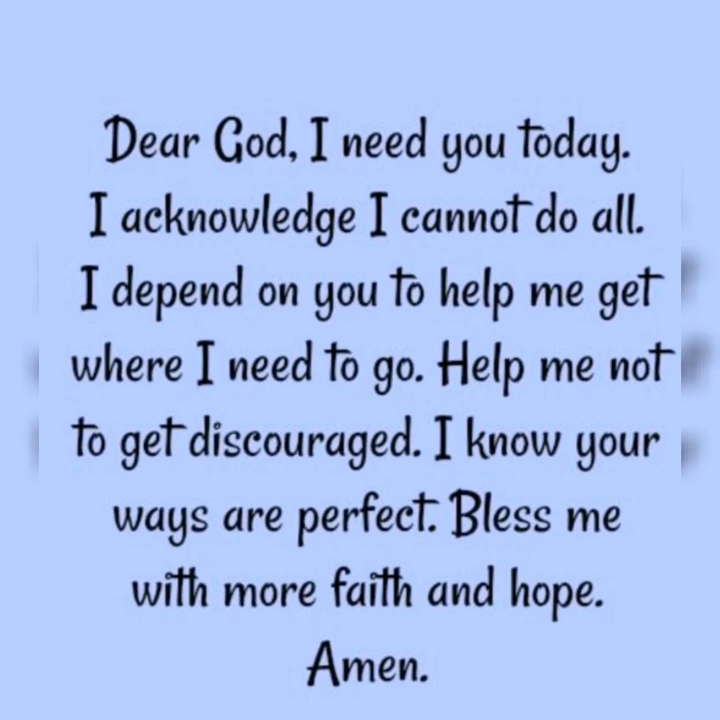 Dear God, I need you today.
I acknowledge I cannot do all.
I depend on you to help me get
where I need to go. Help me not
to get discouraged. I know your
ways are perfect. Bless me
with more faith and hope.
Amen.